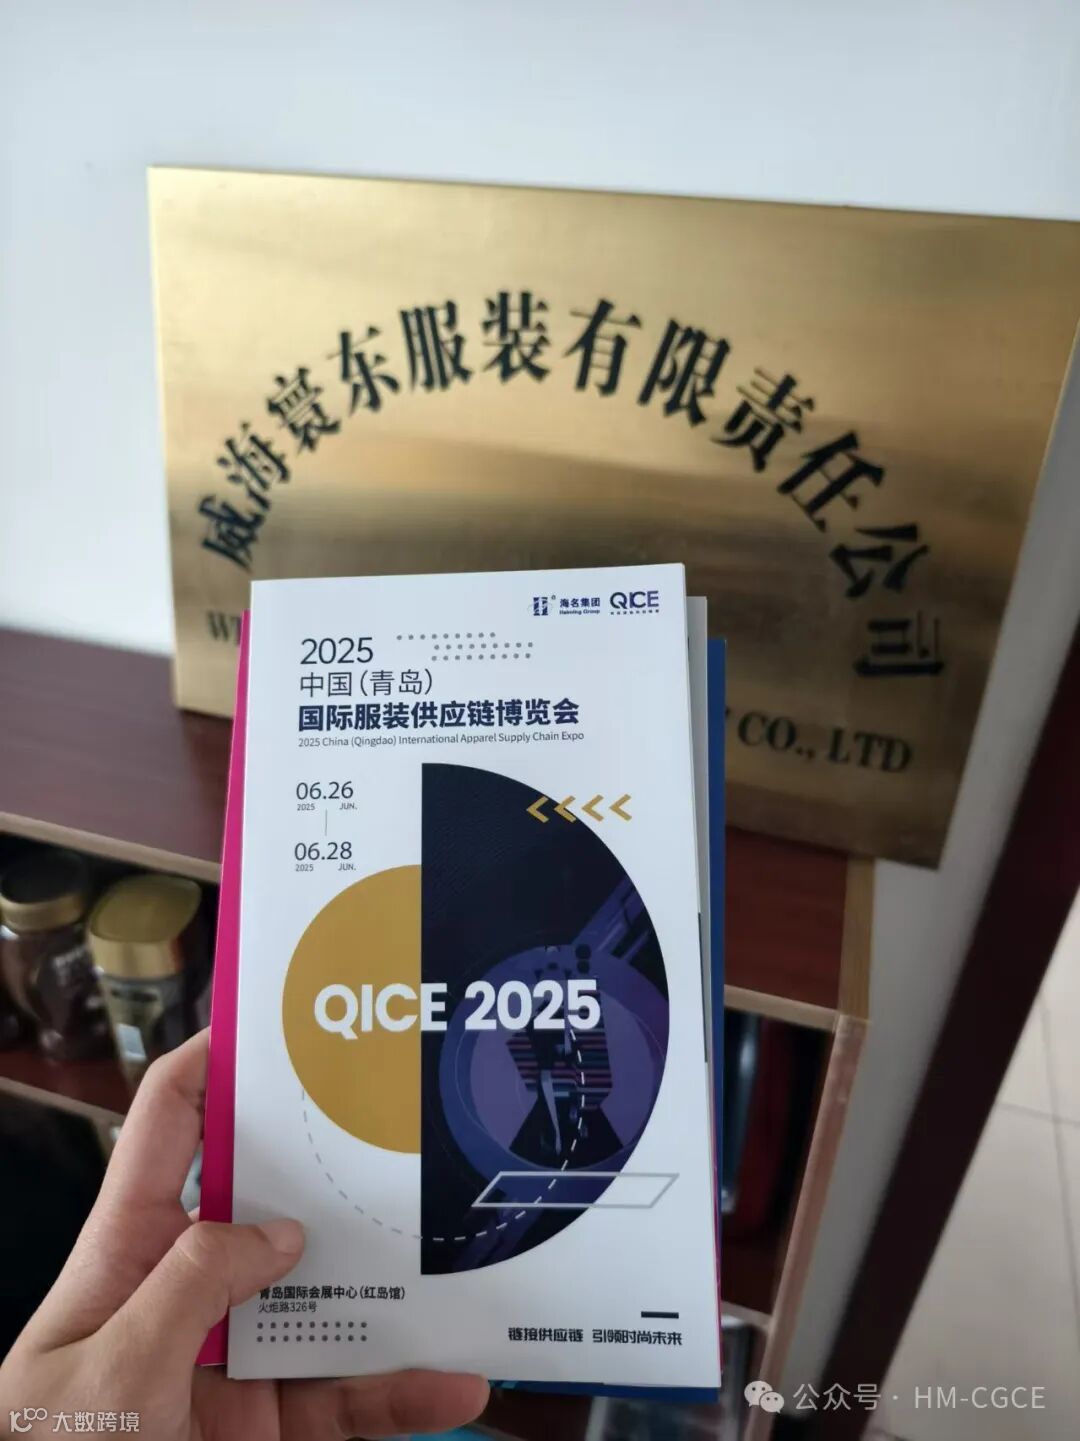 威海寰东服装有限责任公司
CO., LTD
海名集团
Haiming Group
QICE
2025
中国(青岛)
国际服装供应链博览会
2025 China (Qingdao) International Apparel Supply Chain Expo
06.26
2025 JUN.
06.28
2025 JUN.
QICE 2025
青岛国际会展中心(红岛馆)
火炬路326号
链接供应链 引领时尚未来
公众号 · HM-CGCE
大数跨境